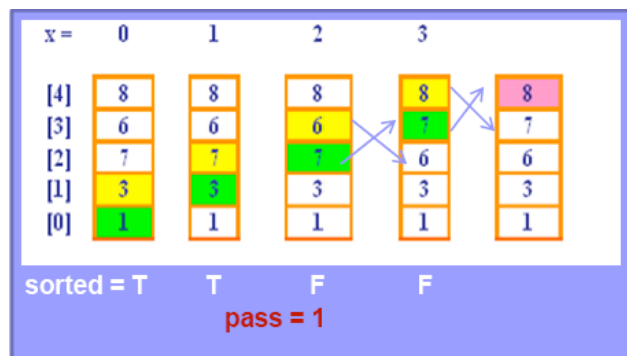 x = 0 1 2 3
[4] 8 8 8 8 8
[3] 6 6 6 7 7
[2] 7 7 7 6 6
[1] 3 3 3 3 3
[0] 1 1 1 1 1
sorted = T T F F
pass = 1